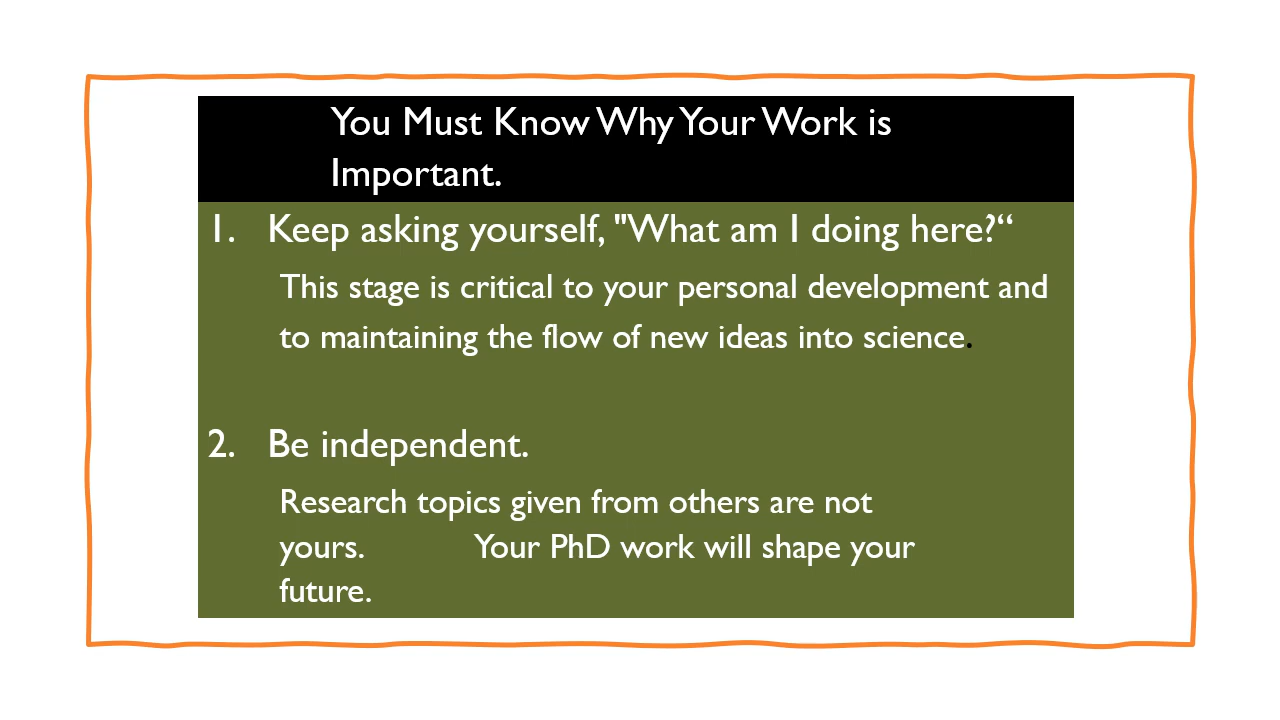 You Must Know Why Your Work is
Important.
1. Keep asking yourself, "What am I doing here?“
This stage is critical to your personal development and
to maintaining the flow of new ideas into science.
2. Be independent.
Research topics given from others are not
yours. Your PhD work will shape your
future.